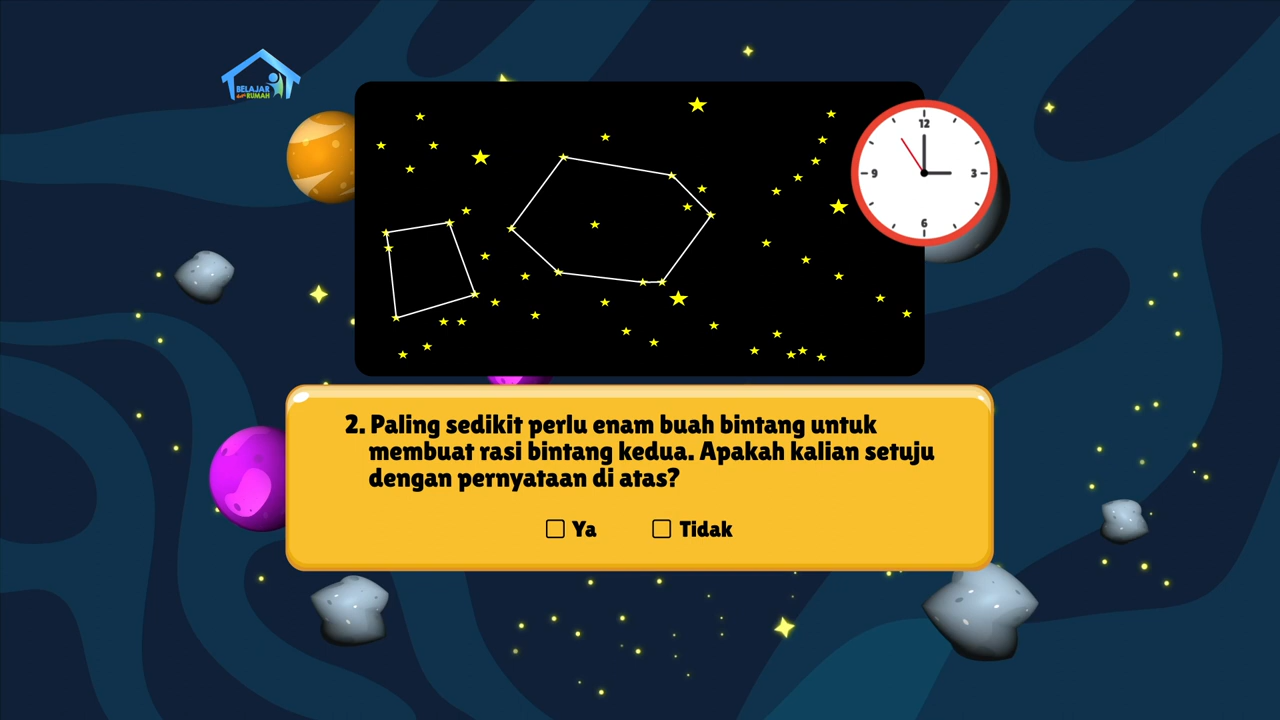 BELAJAR
dari RUMAH
12
9
3
6
2. Paling sedikit perlu enam buah bintang untuk
membuat rasi bintang kedua. Apakah kalian setuju
dengan pernyataan di atas?
Ya
Tidak